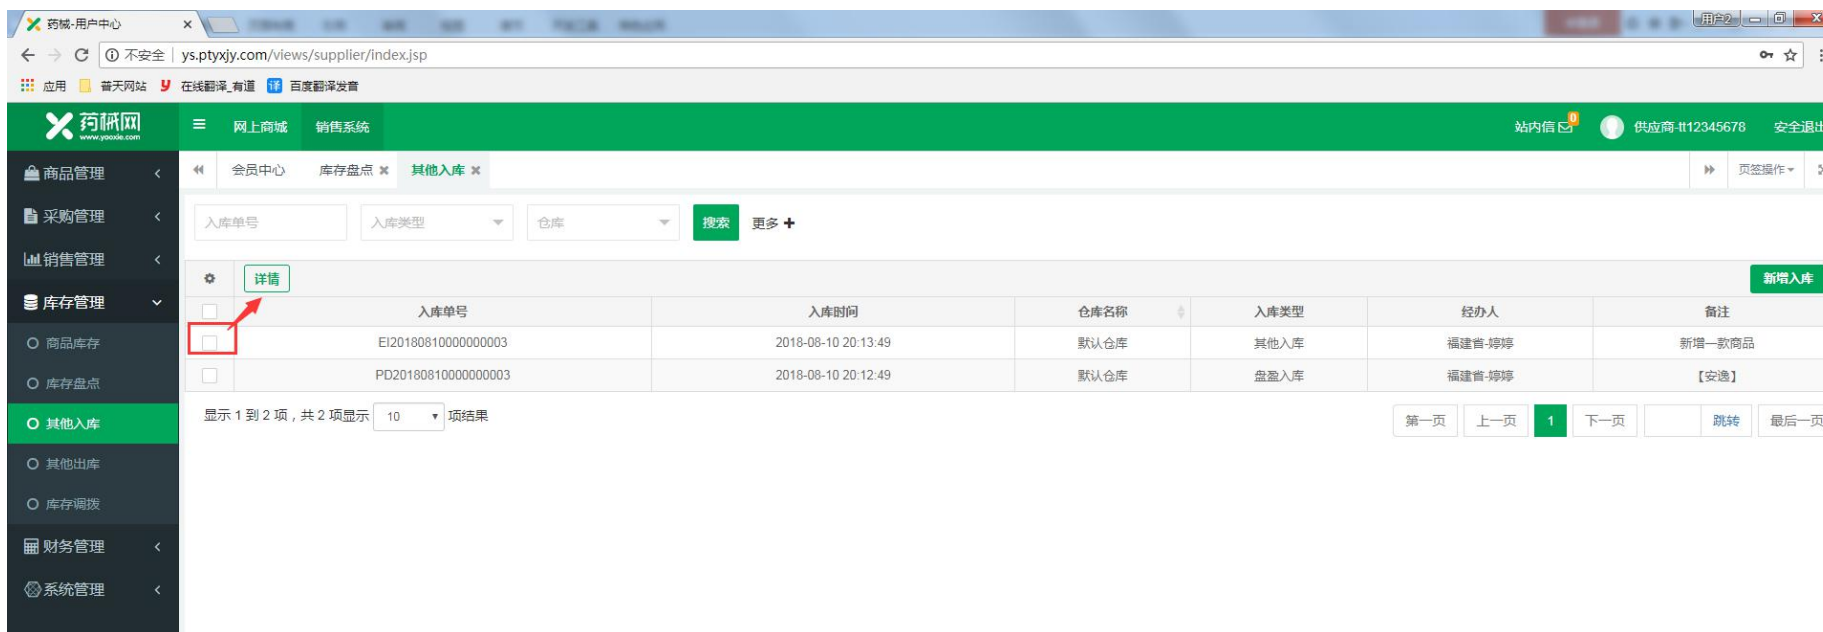 药械-用户中心
用户2
不安全 ys.ptyxjy.com/views/supplier/index.jsp
应用 普天网站 在线翻译_有道 译 百度翻译发音
药械网 www.yaoxie.com 网上商城 销售系统 站内信 0 供应商-tt12345678 安全退出
商品管理 会员中心 库存盘点 其他入库 页签操作
采购管理 入库单号 入库类型 仓库 搜索 更多
销售管理
详情 新增入库
库存管理 入库单号 入库时间 仓库名称 入库类型 经办人 备注
商品库存 EI20180810000000003 2018-08-10 20:13:49 默认仓库 其他入库 福建省-婷婷 新增一款商品
库存盘点 PD20180810000000003 2018-08-10 20:12:49 默认仓库 盘盈入库 福建省-婷婷 【安逸】
其他入库 显示 1 到 2 项，共 2 项显示 10 项结果 第一页 上一页 1 下一页 跳转 最后一页
其他出库
库存调拨
财务管理
系统管理